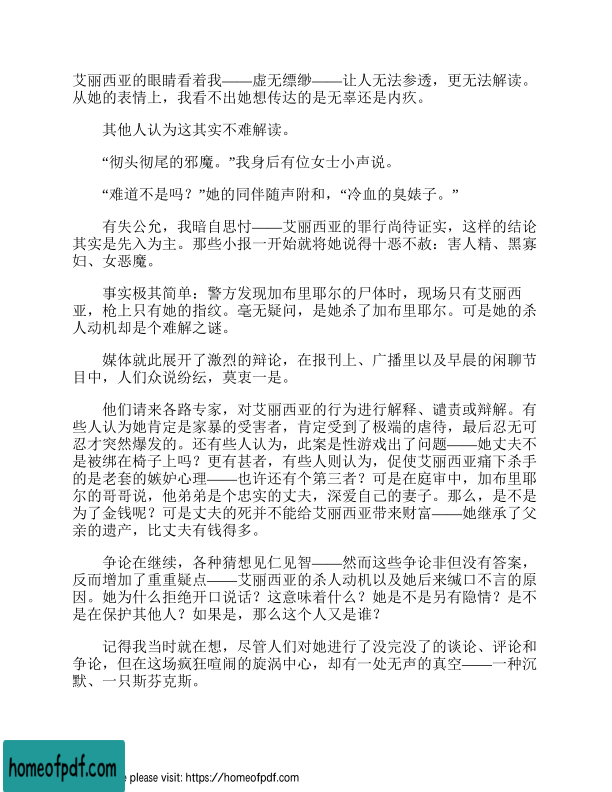 艾丽西亚的眼睛看着我——虚无缥缈——让人无法参透，更无法解读。
从她的表情上，我看不出她想传达的是无辜还是内疚。
其他人认为这其实不难解读。
“彻头彻尾的邪魔。”我身后有位女士小声说。
“难道不是吗？”她的同伴随声附和，“冷血的臭婊子。”
有失公允，我暗自思忖——艾丽西亚的罪行尚待证实，这样的结论
其实是先入为主。那些小报一开始就将她说得十恶不赦：害人精、黑寡
妇、女恶魔。
事实极其简单：警方发现加布里耶尔的尸体时，现场只有艾丽西
亚，枪上只有她的指纹。毫无疑问，是她杀了加布里耶尔。可是她的杀
人动机却是个难解之谜。
媒体就此展开了激烈的辩论，在报刊上、广播里以及早晨的闲聊节
目中，人们众说纷纭，莫衷一是。
他们请来各路专家，对艾丽西亚的行为进行解释、谴责或辩解。有
些人认为她肯定是家暴的受害者，肯定受到了极端的虐待，最后忍无可
忍才突然爆发的。还有些人认为，此案是性游戏出了问题——她丈夫不
是被绑在椅子上吗？更有甚者，有些人则认为，促使艾丽西亚痛下杀手
的是老套的嫉妒心理——也许还有个第三者？可是在庭审中，加布里耶
尔的哥哥说，他弟弟是个忠实的丈夫，深爱自己的妻子。那么，是不是
为了金钱呢？可是丈夫的死并不能给艾丽西亚带来财富——她继承了父
亲的遗产，比丈夫有钱得多。
争论在继续，各种猜想见仁见智——然而这些争论非但没有答案，
反而增加了重重疑点——艾丽西亚的杀人动机以及她后来缄口不言的原
因。她为什么拒绝开口说话？这意味着什么？她是不是另有隐情？是不
是在保护其他人？如果是，那么这个人又是谁？
记得我当时就在想，尽管人们对她进行了没完没了的谈论、评论和
争论，但在这场疯狂喧闹的旋涡中心，却有一处无声的真空——一种沉
默、一只斯芬克斯。
homeofpdf.com
e please visit: https://homeofpdf.com